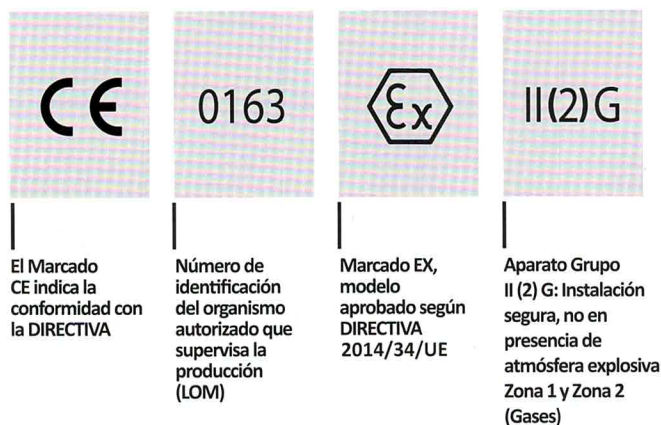 CE
0163
Ex
II(2)G
El Marcado
CE indica la
conformidad con
la DIRECTIVA
Número de
identificación
del organismo
autorizado que
supervisa la
producción
(LOM)
Marcado EX,
modelo
aprobado según
DIRECTIVA
2014/34/UE
Aparato Grupo
II (2) G: Instalación
segura, no en
presencia de
atmósfera explosiva
Zona 1 y Zona 2
(Gases)